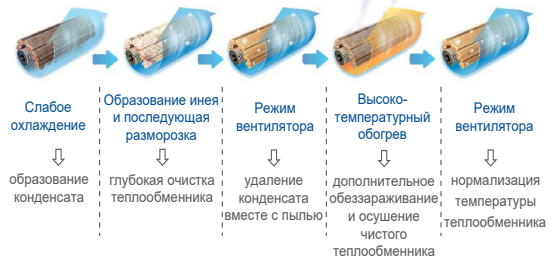 Слабое
охлаждение
образование
конденсата
Образование инея
и последующая
разморозка
глубокая очистка
теплообменника
Режим
вентилятора
удаление
конденсата
вместе с пылью
Высоко-
температурный
обогрев
дополнительное
обеззараживание
и осушение
чистого
теплообменника
Режим
вентилятора
нормализация
температуры
теплообменника